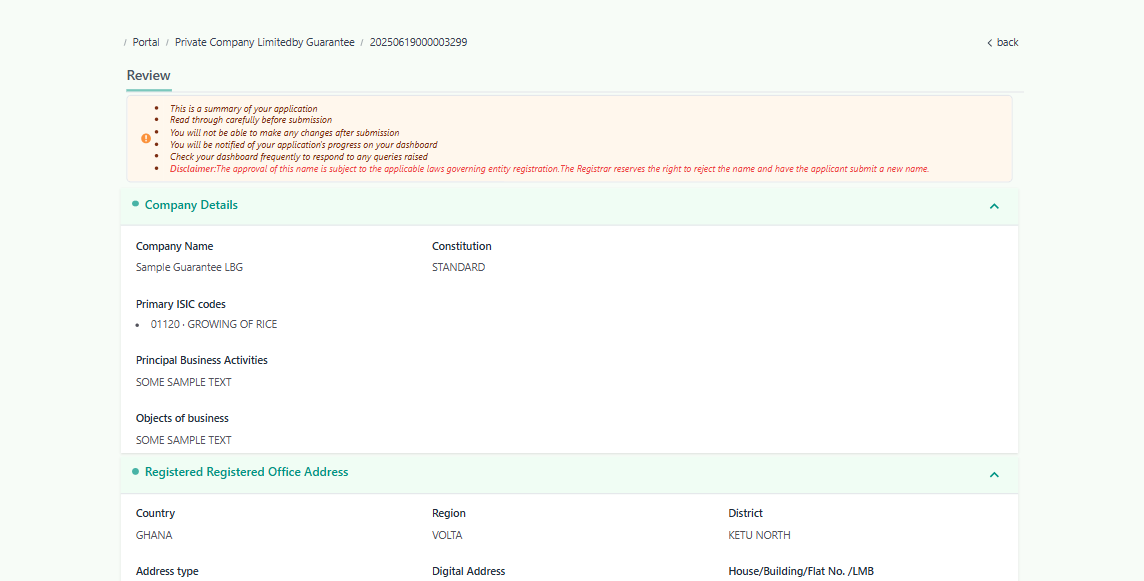 / Portal / Private Company Limitedby Guarantee / 20250619000003299
back
Review
This is a summary of your application
Read through carefully before submission
You will not be able to make any changes after submission
You will be notified of your application's progress on your dashboard
Check your dashboard frequently to respond to any queries raised
Disclaimer:The approval of this name is subject to the applicable laws governing entity registration.The Registrar reserves the right to reject the name and have the applicant submit a new name.
Company Details
Company Name Constitution
Sample Guarantee LBG STANDARD
Primary ISIC codes
01120 - GROWING OF RICE
Principal Business Activities
SOME SAMPLE TEXT
Objects of business
SOME SAMPLE TEXT
Registered Registered Office Address
Country Region District
GHANA VOLTA KETU NORTH
Address type Digital Address House/Building/Flat No. /LMB